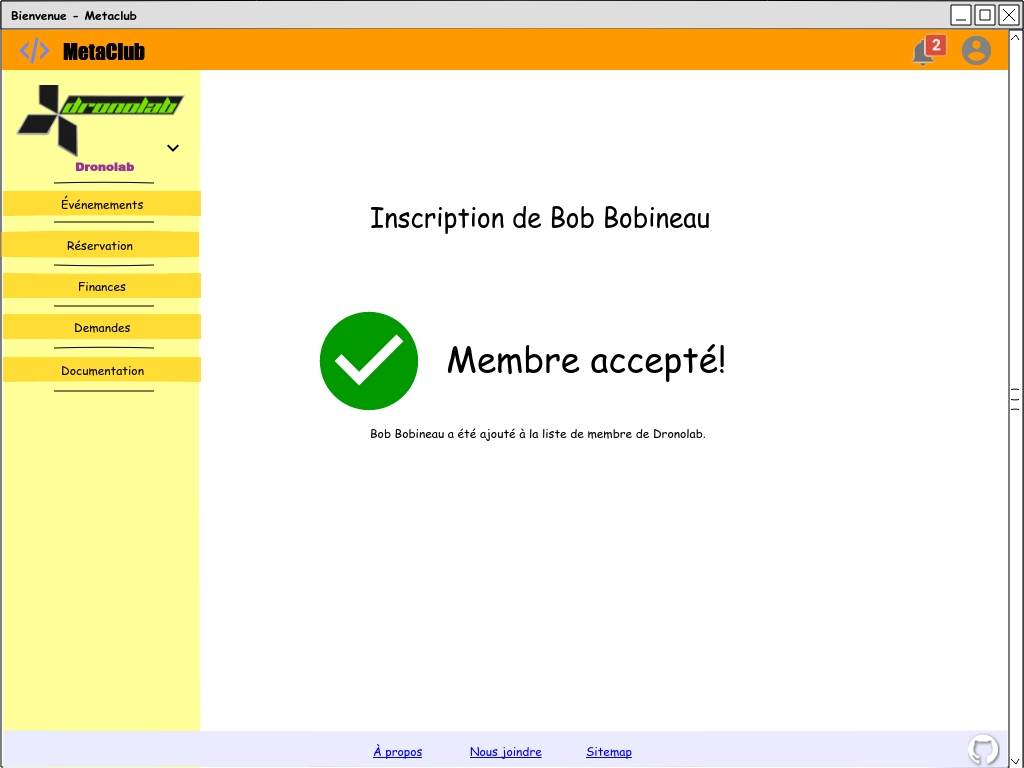 Bienvenue - Metaclub
</> MetaClub
2
dronolab
Dronolab
Événemements
Réservation
Finances
Demandes
Documentation
Inscription de Bob Bobineau
Membre accepté!
Bob Bobineau a été ajouté à la liste de membre de Dronolab.
À propos Nous joindre Sitemap